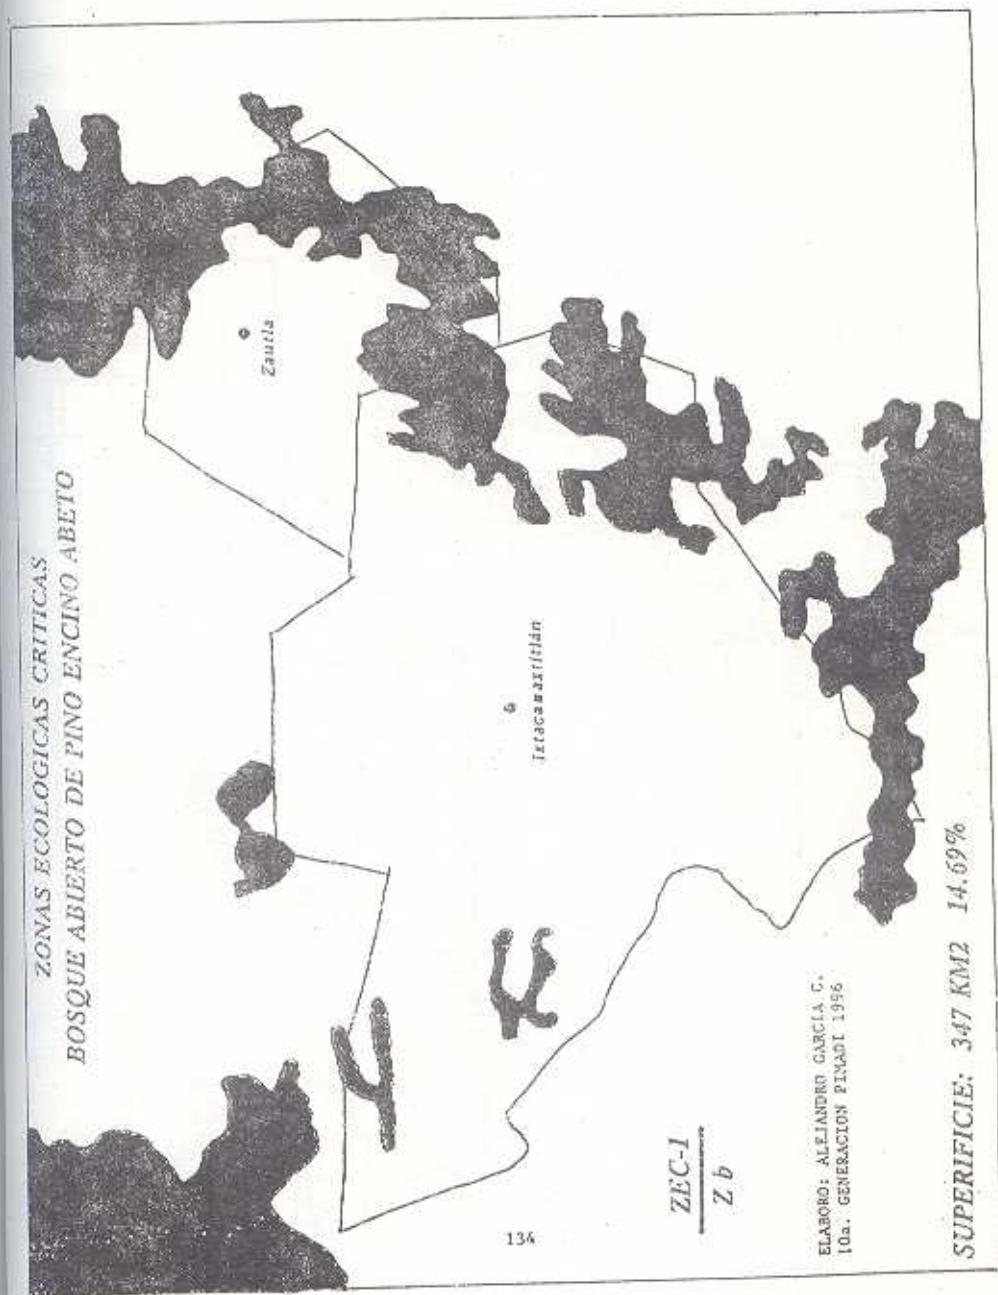 ZONAS ECOLOGICAS CRITICAS
BOSQUE ABIERTO DE PINO ENCINO ABETO
Zautla
Ixtacamaxtitlán
ZEC-1
Z b
ELABORO: ALEJANDRO GARCIA C.
10a. GENERACION PIMADI 1996
SUPERIFICIE: 347 KM2 14.69%
134